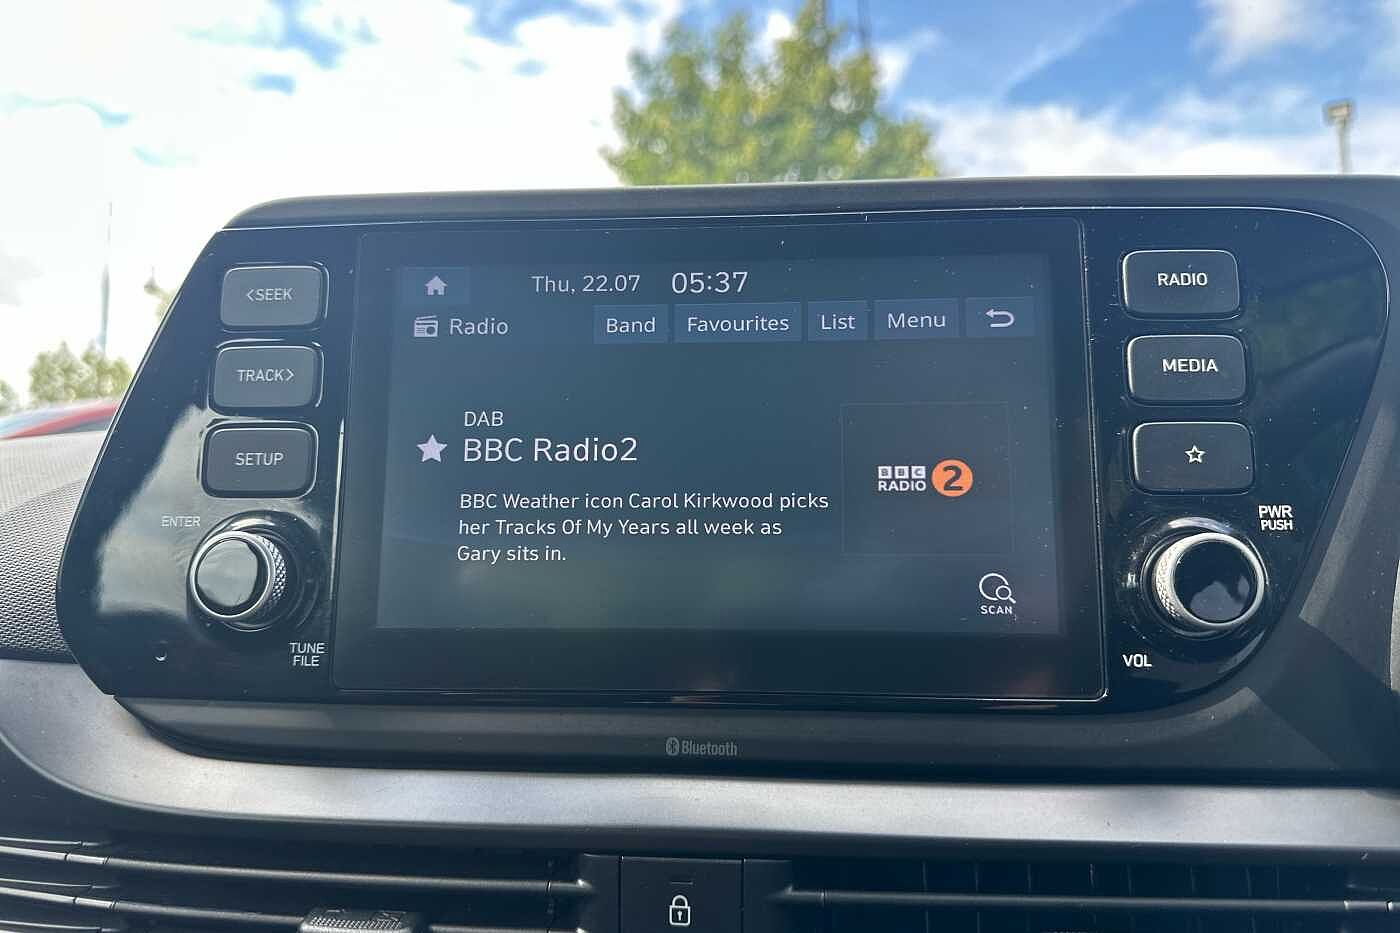 <SEEK
TRACK>
SETUP
ENTER
TUNE
FILE
Thu, 22.07 05:37
Radio
Band Favourites List Menu
DAB
BBC Radio2
BBC Weather icon Carol Kirkwood picks
her Tracks Of My Years all week as
Gary sits in.
BBC
RADIO 2
SCAN
RADIO
MEDIA
PWR
PUSH
VOL
Bluetooth